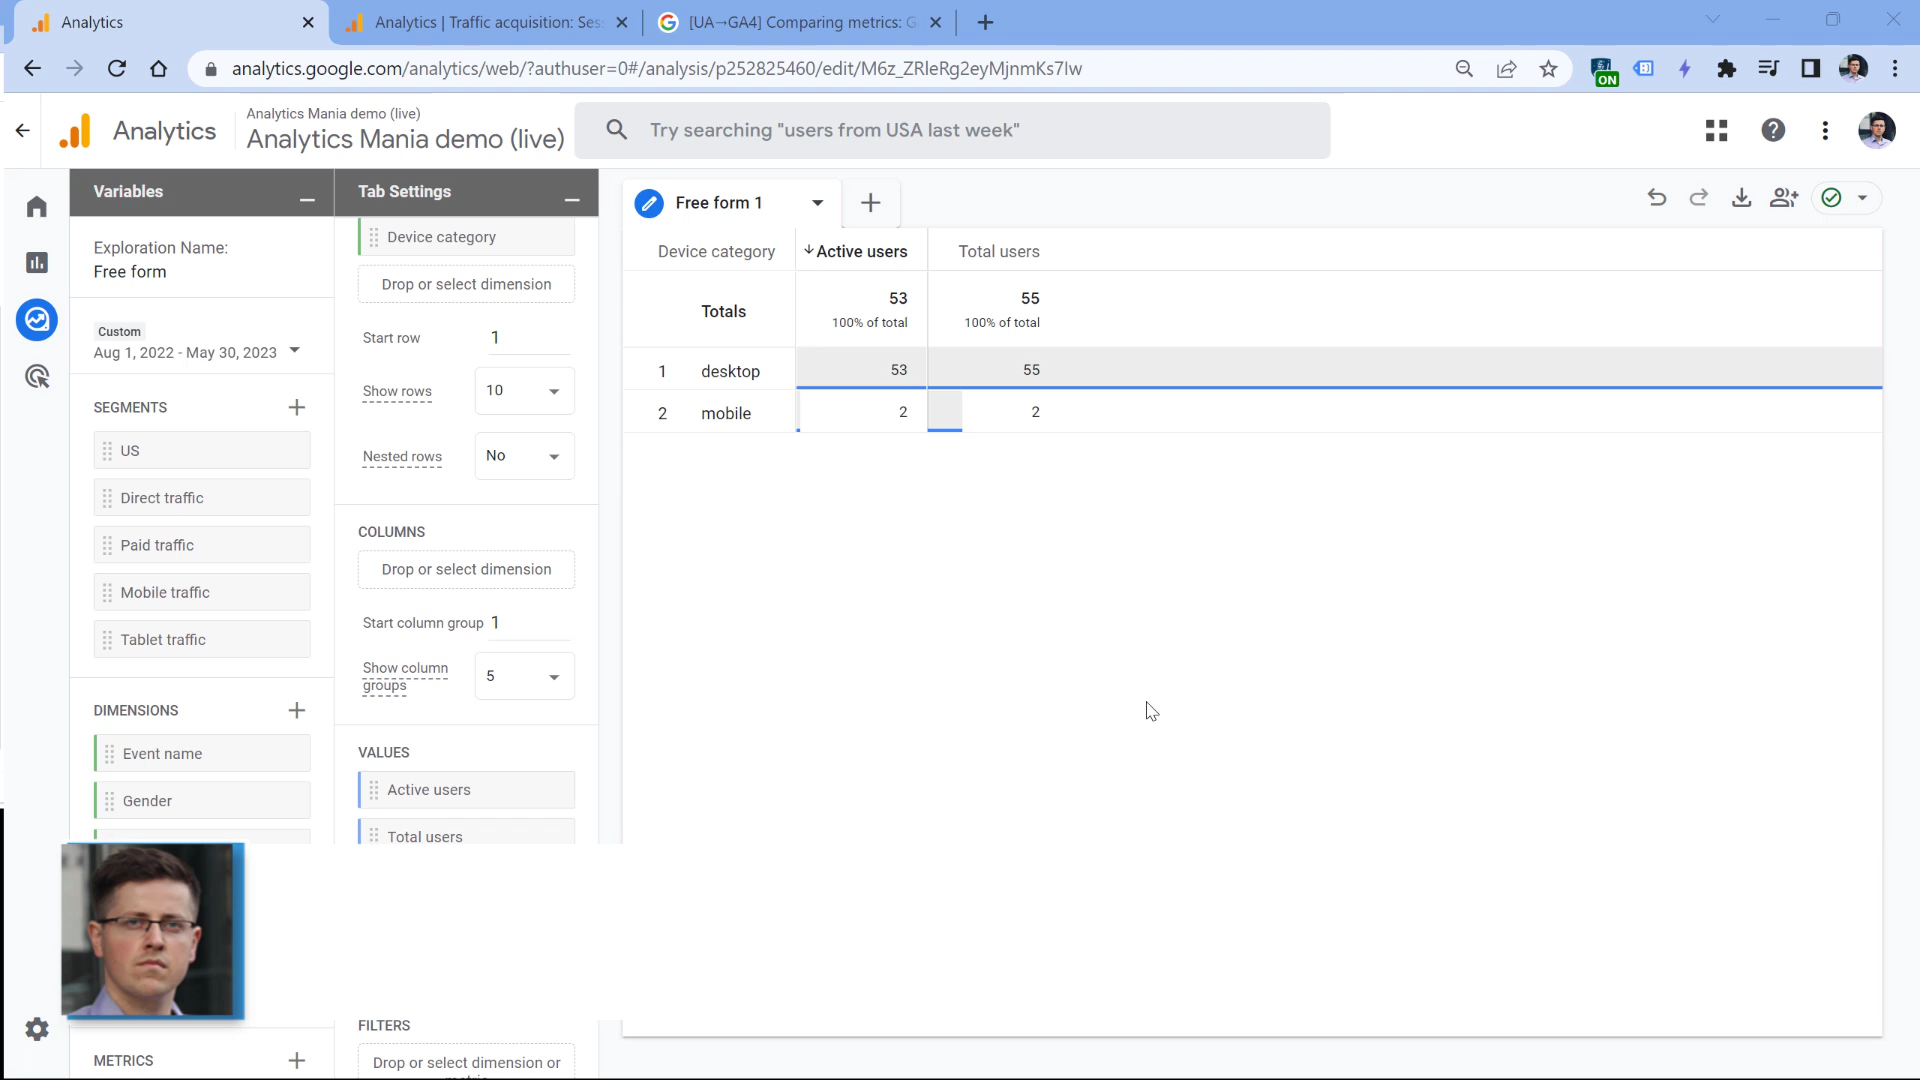 Analytics
Analytics | Traffic acquisition: Ses
[UA→GA4] Comparing metrics: G
analytics.google.com/analytics/web/?authuser=0#/analysis/p252825460/edit/M6z_ZRleRg2eyMjnmKs7lw
ON
Analytics
Analytics Mania demo (live)
Analytics Mania demo (live)
Try searching "users from USA last week"
Variables
Exploration Name:
Free form
Custom
Aug 1, 2022 - May 30, 2023
SEGMENTS
US
Direct traffic
Paid traffic
Mobile traffic
Tablet traffic
DIMENSIONS
Event name
Gender
METRICS
Tab Settings
Device category
Drop or select dimension
Start row 1
Show rows 10
Nested rows No
COLUMNS
Drop or select dimension
Start column group 1
Show column
groups
5
VALUES
Active users
Total users
FILTERS
Drop or select dimension or
Free form 1
Device category Active users Total users
Totals 53 55
100% of total 100% of total
1 desktop 53 55
2 mobile 2 2